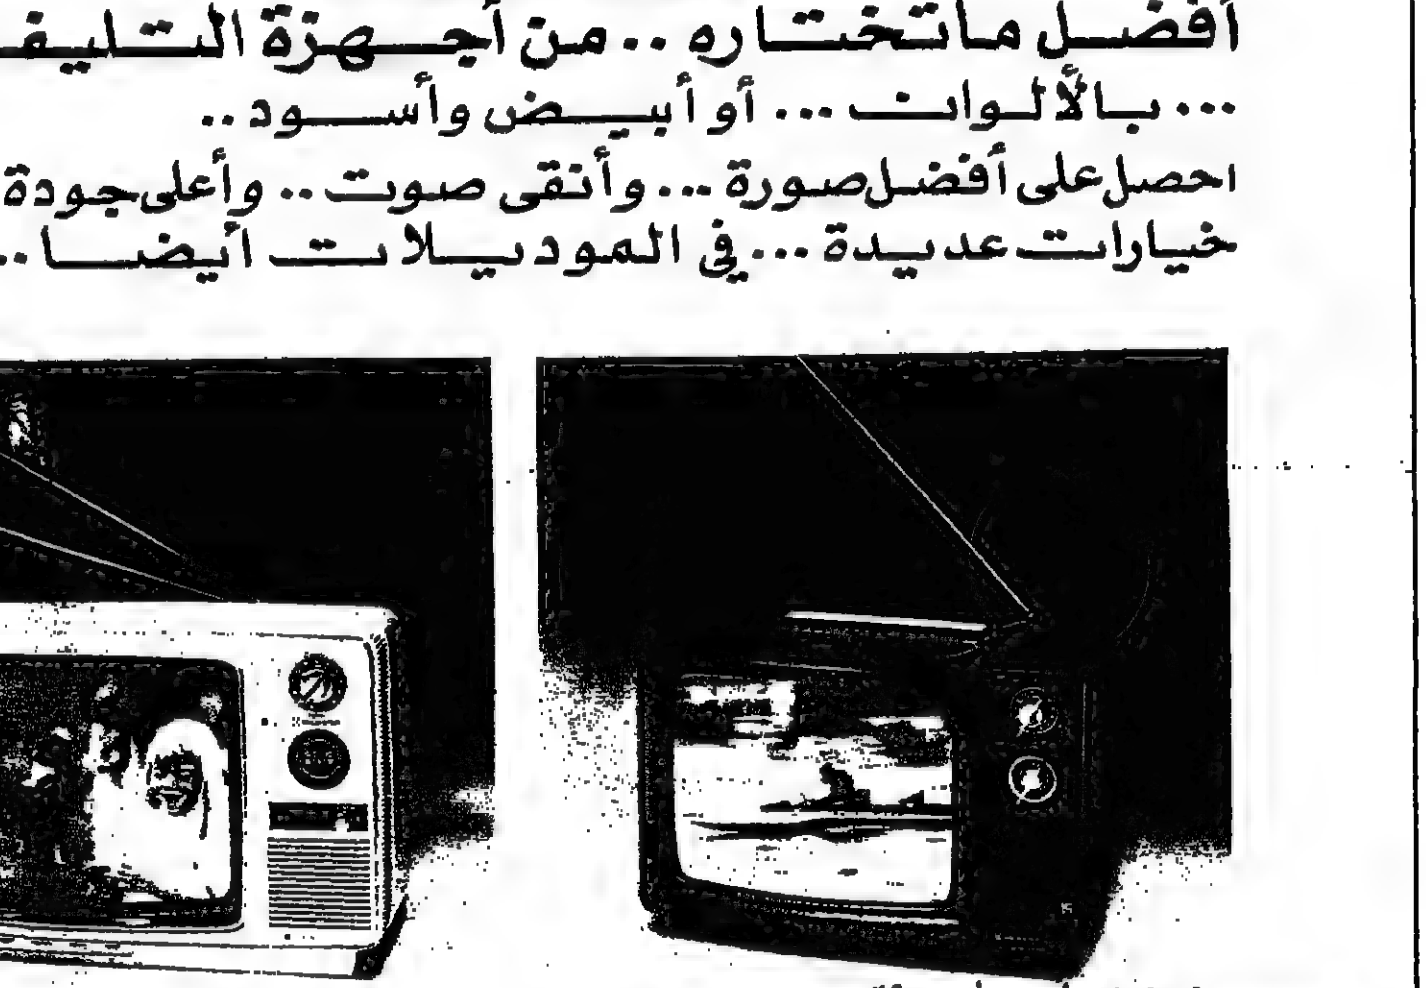 أفضل ماتختاره .. من أجهزة التليف
... بالألوان ... أو أبيض وأسود ..
احصل على أفضل صورة ... وأنقى صوت .. وأعلى جودة
خيارات عديدة ... في الموديلات أيضا ..